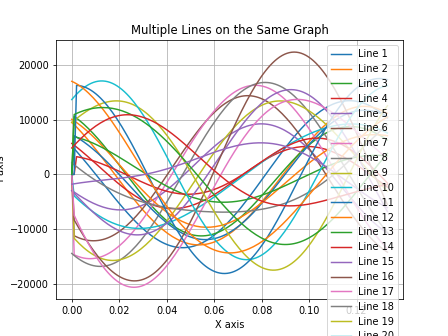 Multiple Lines on the Same Graph
20000
10000
0
−10000
−20000
0.00 0.02 0.04 0.06 0.08 0.10
X axis
Line 1
Line 2
Line 3
Line 4
Line 5
Line 6
Line 7
Line 8
Line 9
Line 10
Line 11
Line 12
Line 13
Line 14
Line 15
Line 16
Line 17
Line 18
Line 19
Line 20